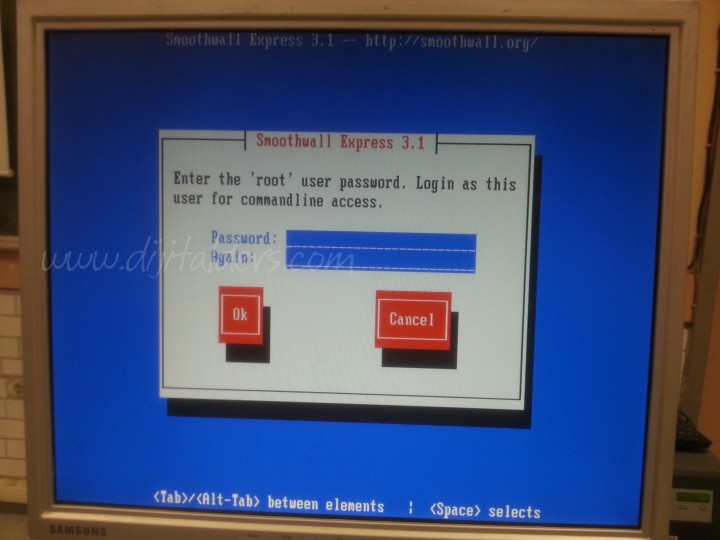 Smoothwall Express 3.1 -- http://smoothwall.org/
Smoothwall Express 3.1
Enter the 'root' user password. Login as this
user for commandline access.
Password:
Again:
www.dijitalders.com
Ok
Cancel
<Tab>/<Alt-Tab> between elements ¦ <Space> selects
SAMSUNG